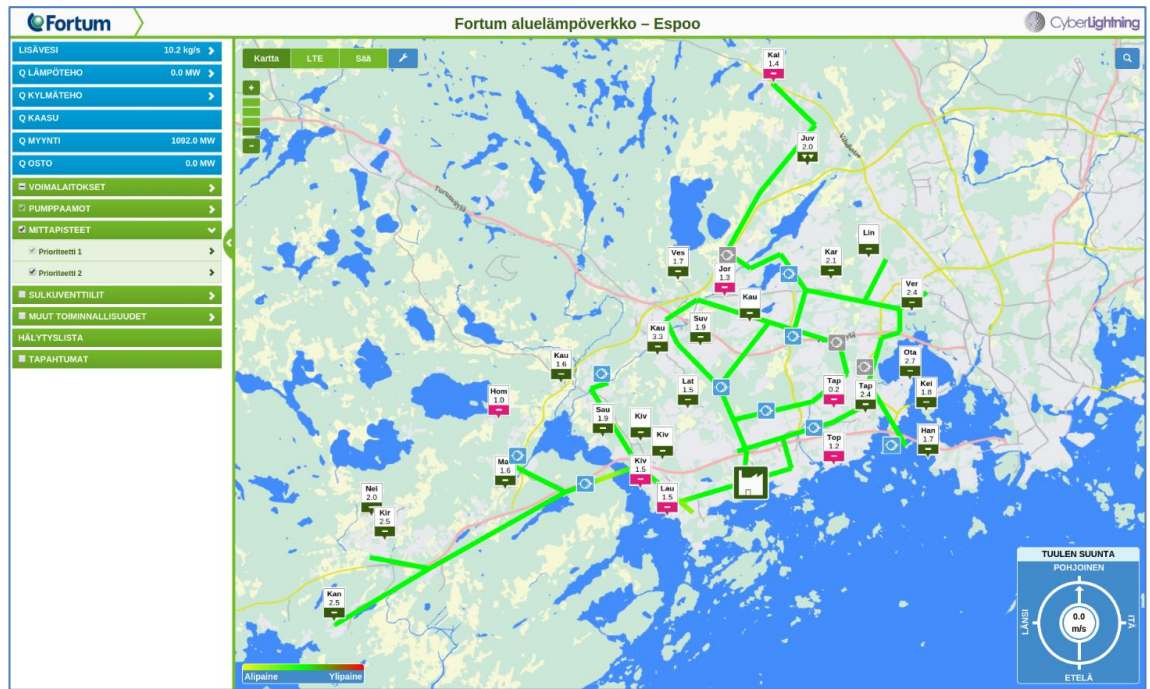 Fortum
Fortum aluelämpöverkko – Espoo
CyberLightning
LISÄVESI 10.2 kg/s
Q LÄMPÖTEHO 0.0 MW
Q KYLMÄTEHO
Q KAASU
Q MYYNTI 1092.0 MW
Q OSTO 0.0 MW
VOIMALAITOKSET
PUMPPAAMOT
MITTAPISTEET
Prioriteetti 1
Prioriteetti 2
SULKUVENTTIILIT
MUUT TOIMINNALLISUUDET
HÄLYTYSLISTA
TAPAHTUMAT
Kartta LTE Sää
+
-
Kal
1.4
Juv
2.0
Turunväylä
Lin
Ves
1.7
Kar
2.1
Jor
1.3
Ver
2.4
Kau
Suv
1.9
Kau
3.3
Kau
1.6
Ota
2.7
Lat
1.5
Tap
0.2
Tap
2.4
Kei
1.8
Hom
1.0
Sau
1.9
Kiv
Kiv
Han
1.7
Top
1.2
Ma
1.6
Kiv
1.5
Lau
1.5
Nei
2.0
Kir
2.5
Kan
2.5
Alipaine Ylipaine
TUULEN SUUNTA
POHJOINEN
LÄNSI
0.0
m/s
ITÄ
ETELÄ